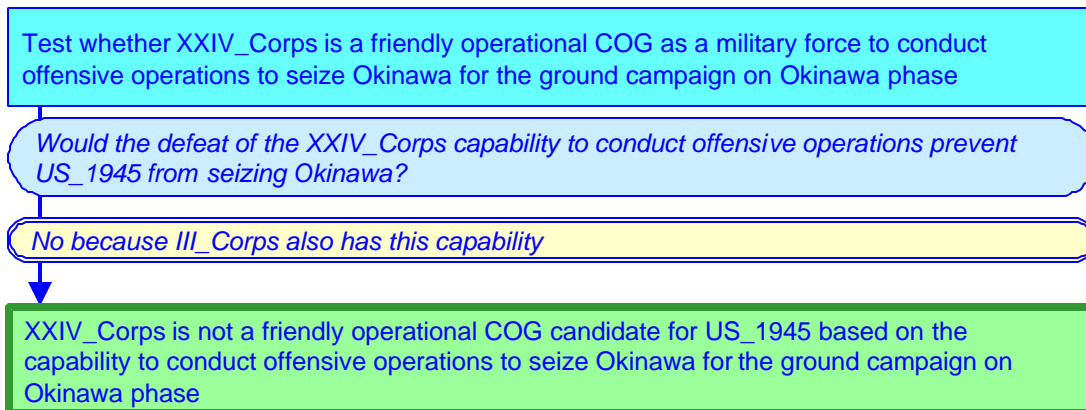 Test whether XXIV_Corps is a friendly operational COG as a military force to conduct
offensive operations to seize Okinawa for the ground campaign on Okinawa phase
Would the defeat of the XXIV_Corps capability to conduct offensive operations prevent
US_1945 from seizing Okinawa?
No because III_Corps also has this capability
XXIV_Corps is not a friendly operational COG candidate for US_1945 based on the
capability to conduct offensive operations to seize Okinawa for the ground campaign on
Okinawa phase